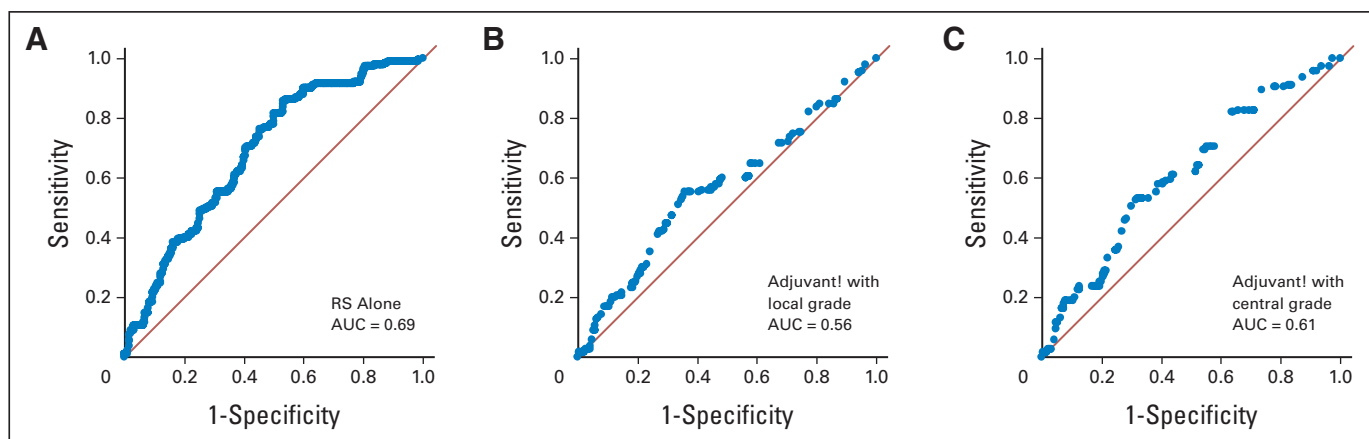 A
Sensitivity
1.0
0.8
0.6
0.4
0.2
0
0.2
0.4
0.6
0.8
1.0
1-Specificity
RS Alone
AUC = 0.69
B
Sensitivity
1.0
0.8
0.6
0.4
0.2
0
0.2
0.4
0.6
0.8
1.0
1-Specificity
Adjuvant! with
local grade
AUC = 0.56
C
Sensitivity
1.0
0.8
0.6
0.4
0.2
0
0.2
0.4
0.6
0.8
1.0
1-Specificity
Adjuvant! with
central grade
AUC = 0.61